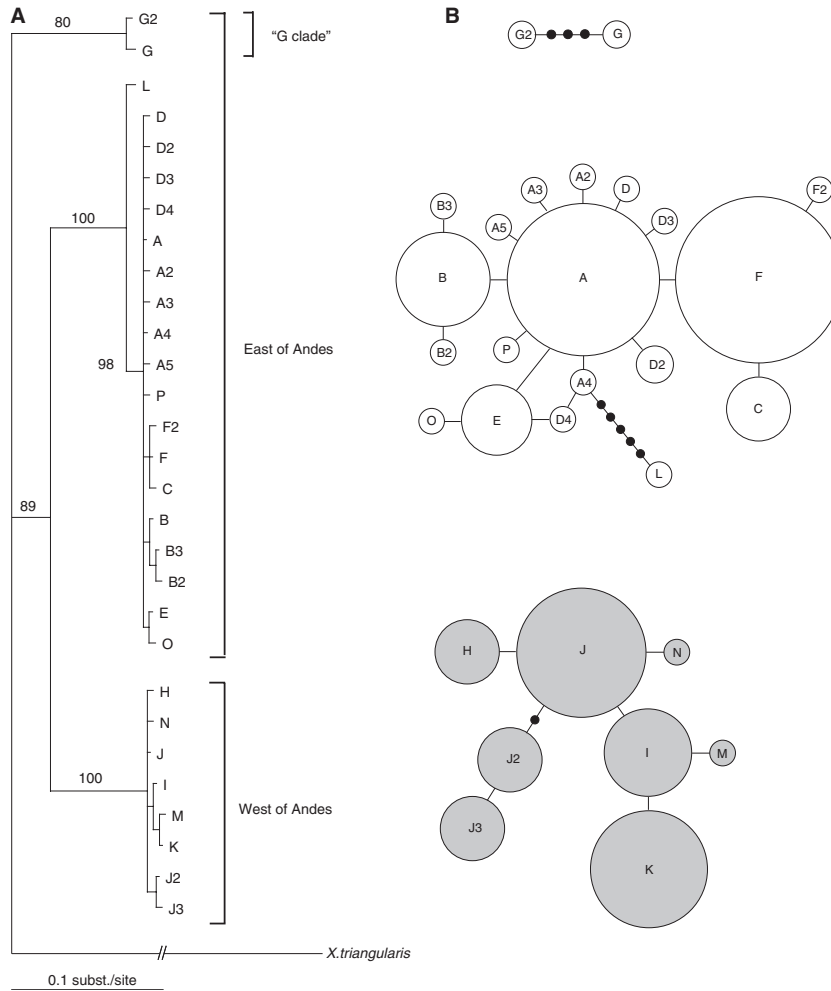 A
80
G2
G
"G clade"
L
D
D2
D3
D4
A
A2
A3
A4
A5
P
F2
F
C
B
B3
B2
E
O
100
98
East of Andes
89
H
N
J
I
M
K
J2
J3
100
West of Andes
X.triangularis
0.1 subst./site
B
G2
G
A2
A3
D
F2
B3
A5
D3
B
A
F
P
B2
D2
A4
C
O
E
D4
L
H
J
N
J2
I
M
J3
K